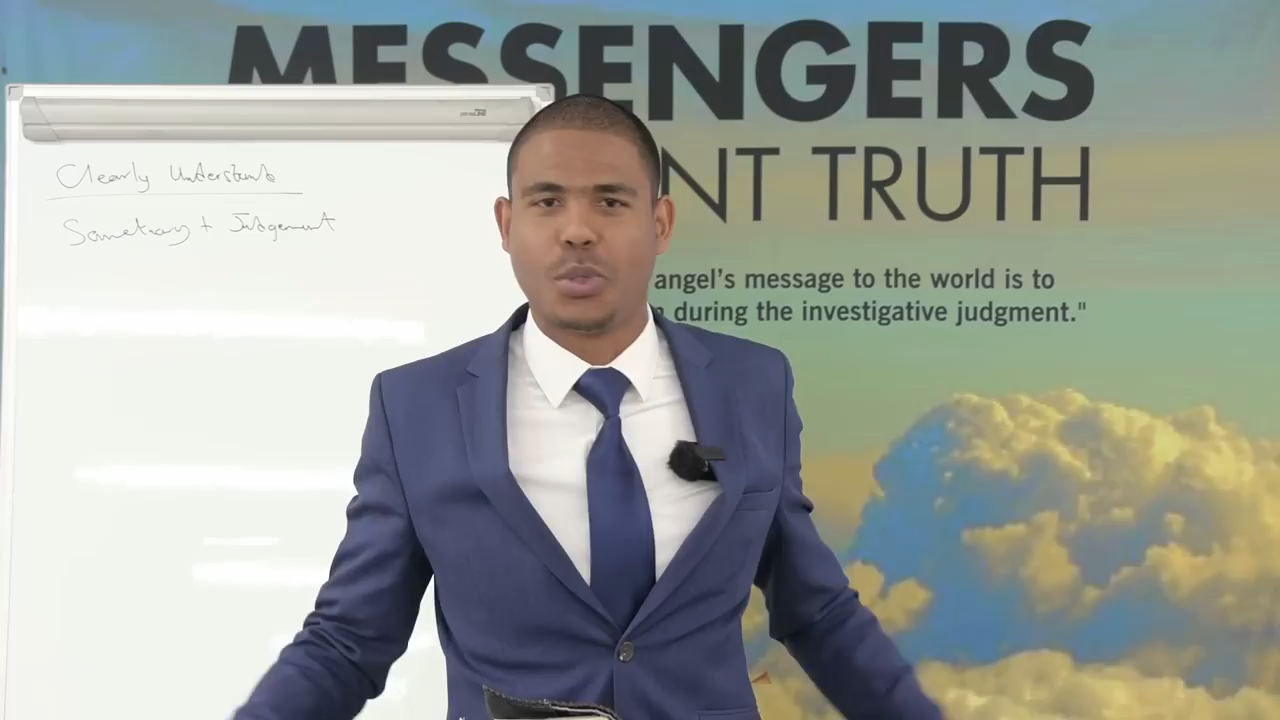 MESSENGERS
NT TRUTH
angel's message to the world is to
during the investigative judgment."
Clearly Understand
Sanctuary + Judgement